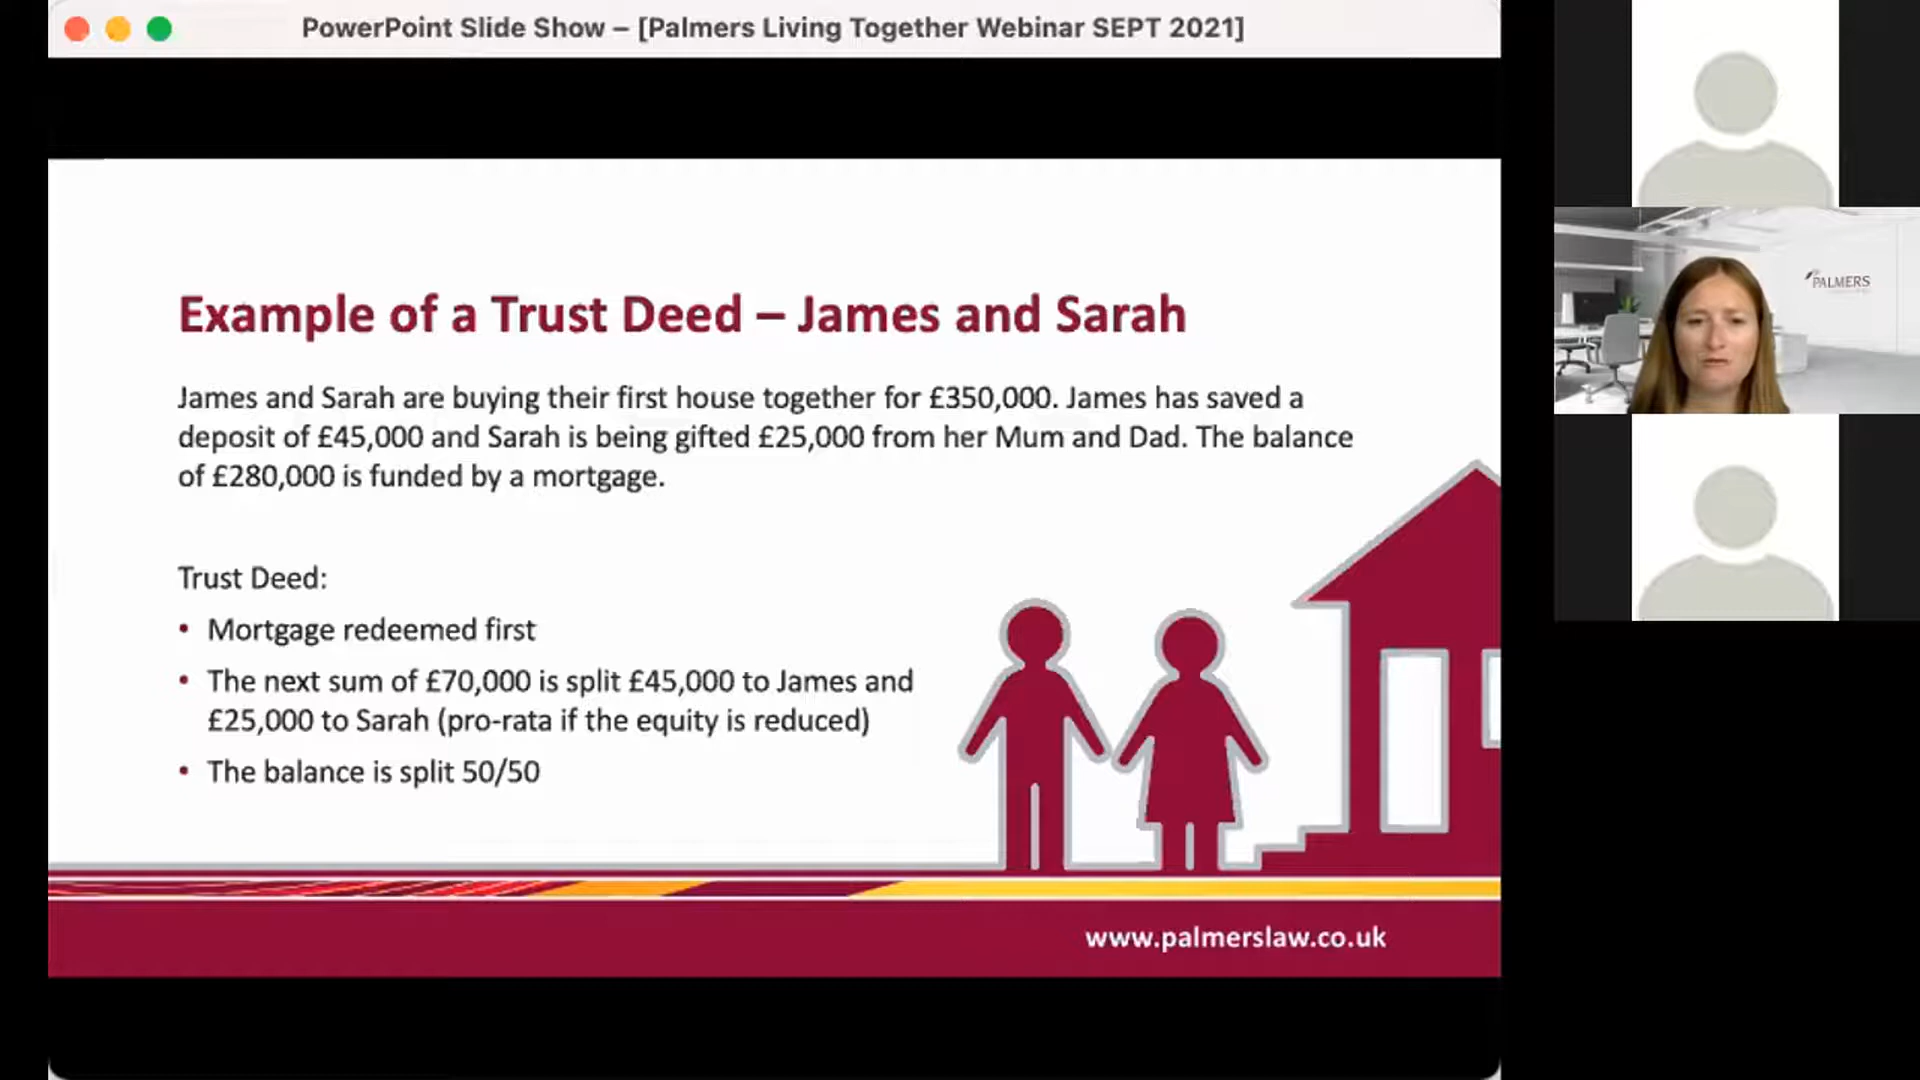 PowerPoint Slide Show – [Palmers Living Together Webinar SEPT 2021]
Example of a Trust Deed – James and Sarah
James and Sarah are buying their first house together for £350,000. James has saved a
deposit of £45,000 and Sarah is being gifted £25,000 from her Mum and Dad. The balance
of £280,000 is funded by a mortgage.
Trust Deed:
• Mortgage redeemed first
• The next sum of £70,000 is split £45,000 to James and
£25,000 to Sarah (pro-rata if the equity is reduced)
• The balance is split 50/50
www.palmerslaw.co.uk
PALMERS